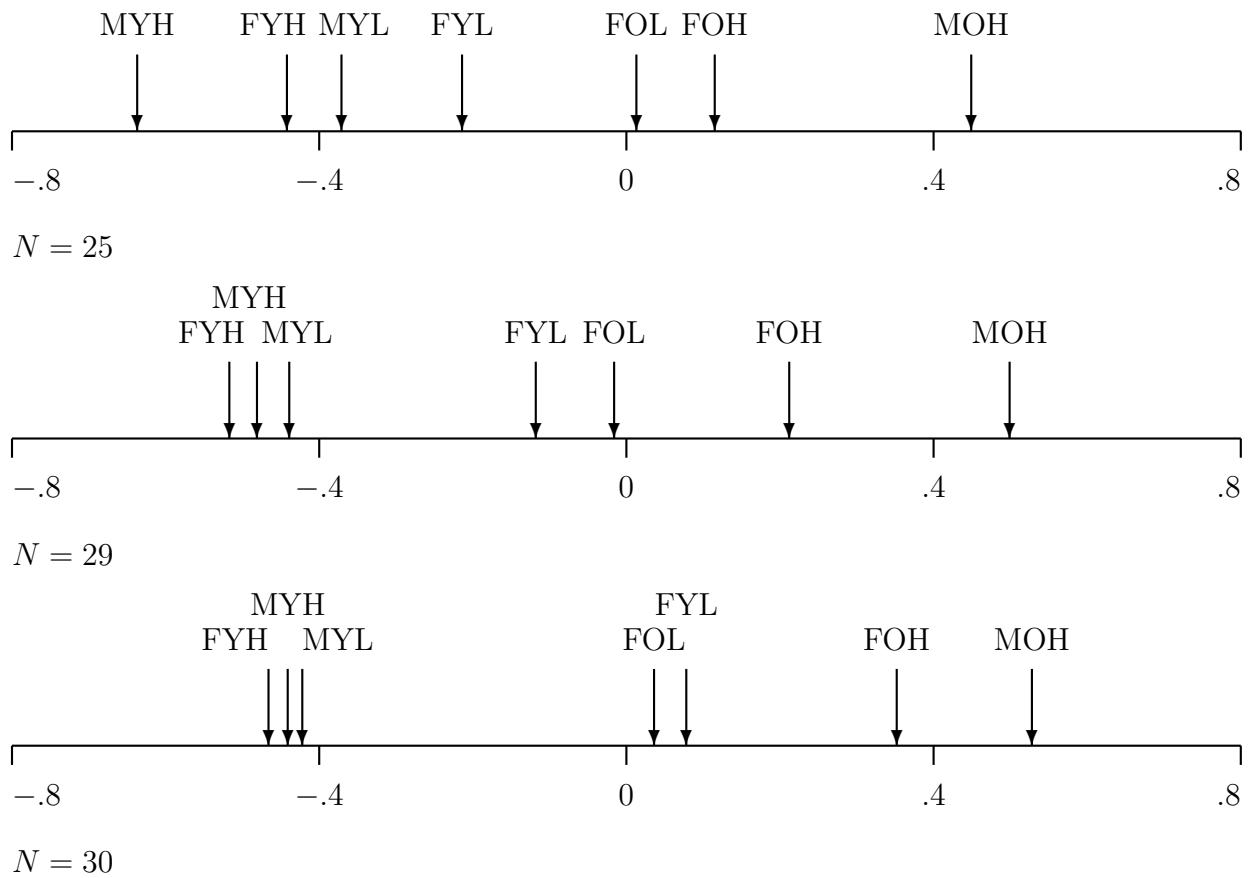 MYH FYH MYL FYL FOL FOH MOH
−.8 −.4 0 .4 .8
N = 25
MYH
FYH MYL FYL FOL FOH MOH
−.8 −.4 0 .4 .8
N = 29
MYH FYL
FYH MYL FOL FOH MOH
−.8 −.4 0 .4 .8
N = 30